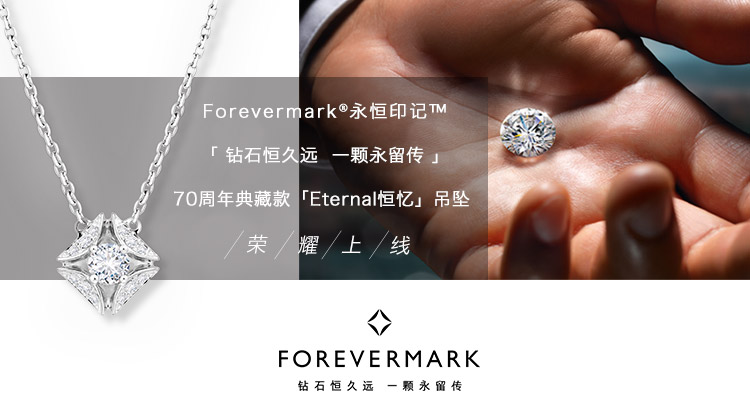 Forevermark®永恒印记™
「 钻石恒久远 一颗永留传 」
70周年典藏款「Eternal恒忆」吊坠
/荣/耀/上/线
FOREVERMARK
钻石恒久远 一颗永留传